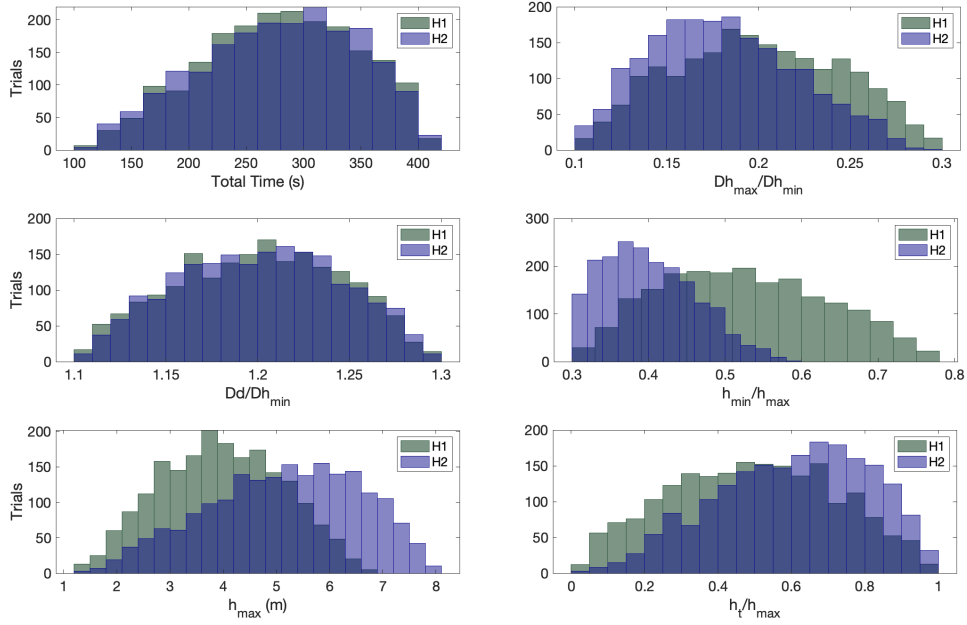 200
150
100
50
0
Trials
H1
H2
100 150 200 250 300 350 400
Total Time (s)
200
150
100
50
0
H1
H2
0.1 0.15 0.2 0.25 0.3
Dhmax/Dhmin
200
150
100
50
0
Trials
H1
H2
1.1 1.15 1.2 1.25 1.3
Dd/Dhmin
300
200
100
0
H1
H2
0.3 0.4 0.5 0.6 0.7 0.8
hmin/hmax
200
150
100
50
0
Trials
H1
H2
1 2 3 4 5 6 7 8
hmax (m)
200
150
100
50
0
H1
H2
0 0.2 0.4 0.6 0.8 1
ht/hmax